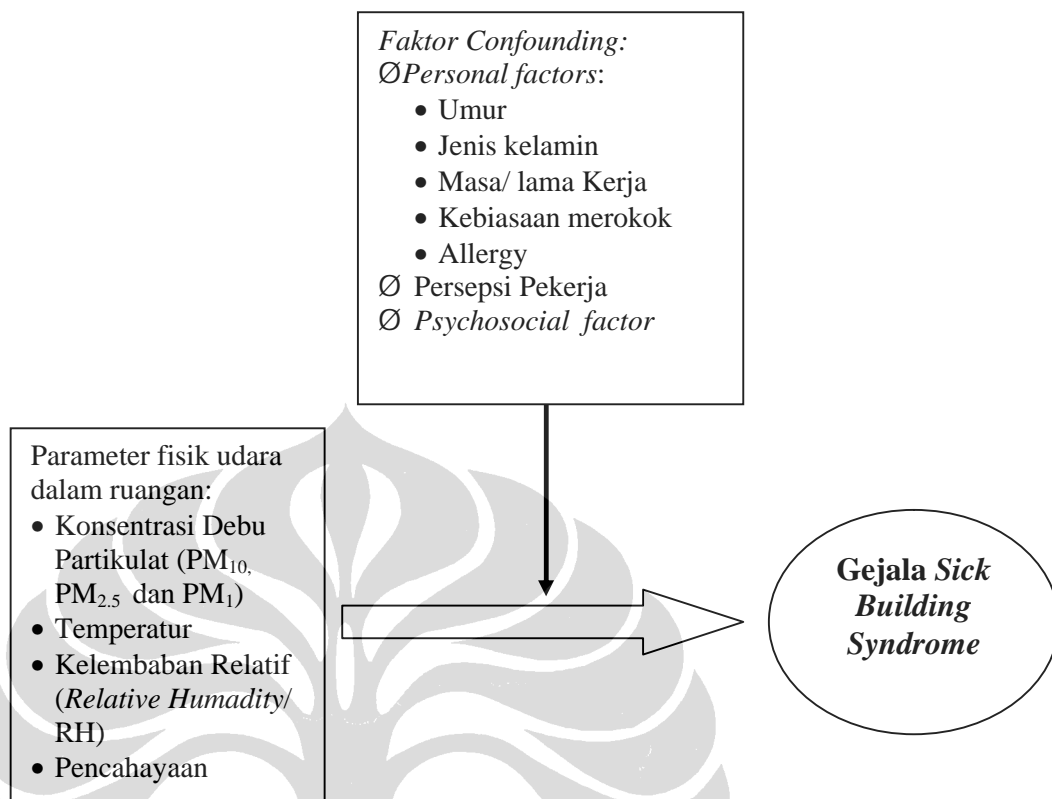 Faktor Confounding:
ØPersonal factors:
• Umur
• Jenis kelamin
• Masa/ lama Kerja
• Kebiasaan merokok
• Allergy
Ø Persepsi Pekerja
Ø Psychosocial factor
Parameter fisik udara
dalam ruangan:
• Konsentrasi Debu
Partikulat (PM10,
PM2.5 dan PM1)
• Temperatur
• Kelembaban Relatif
(Relative Humadity/
RH)
• Pencahayaan
Gejala Sick
Building
Syndrome